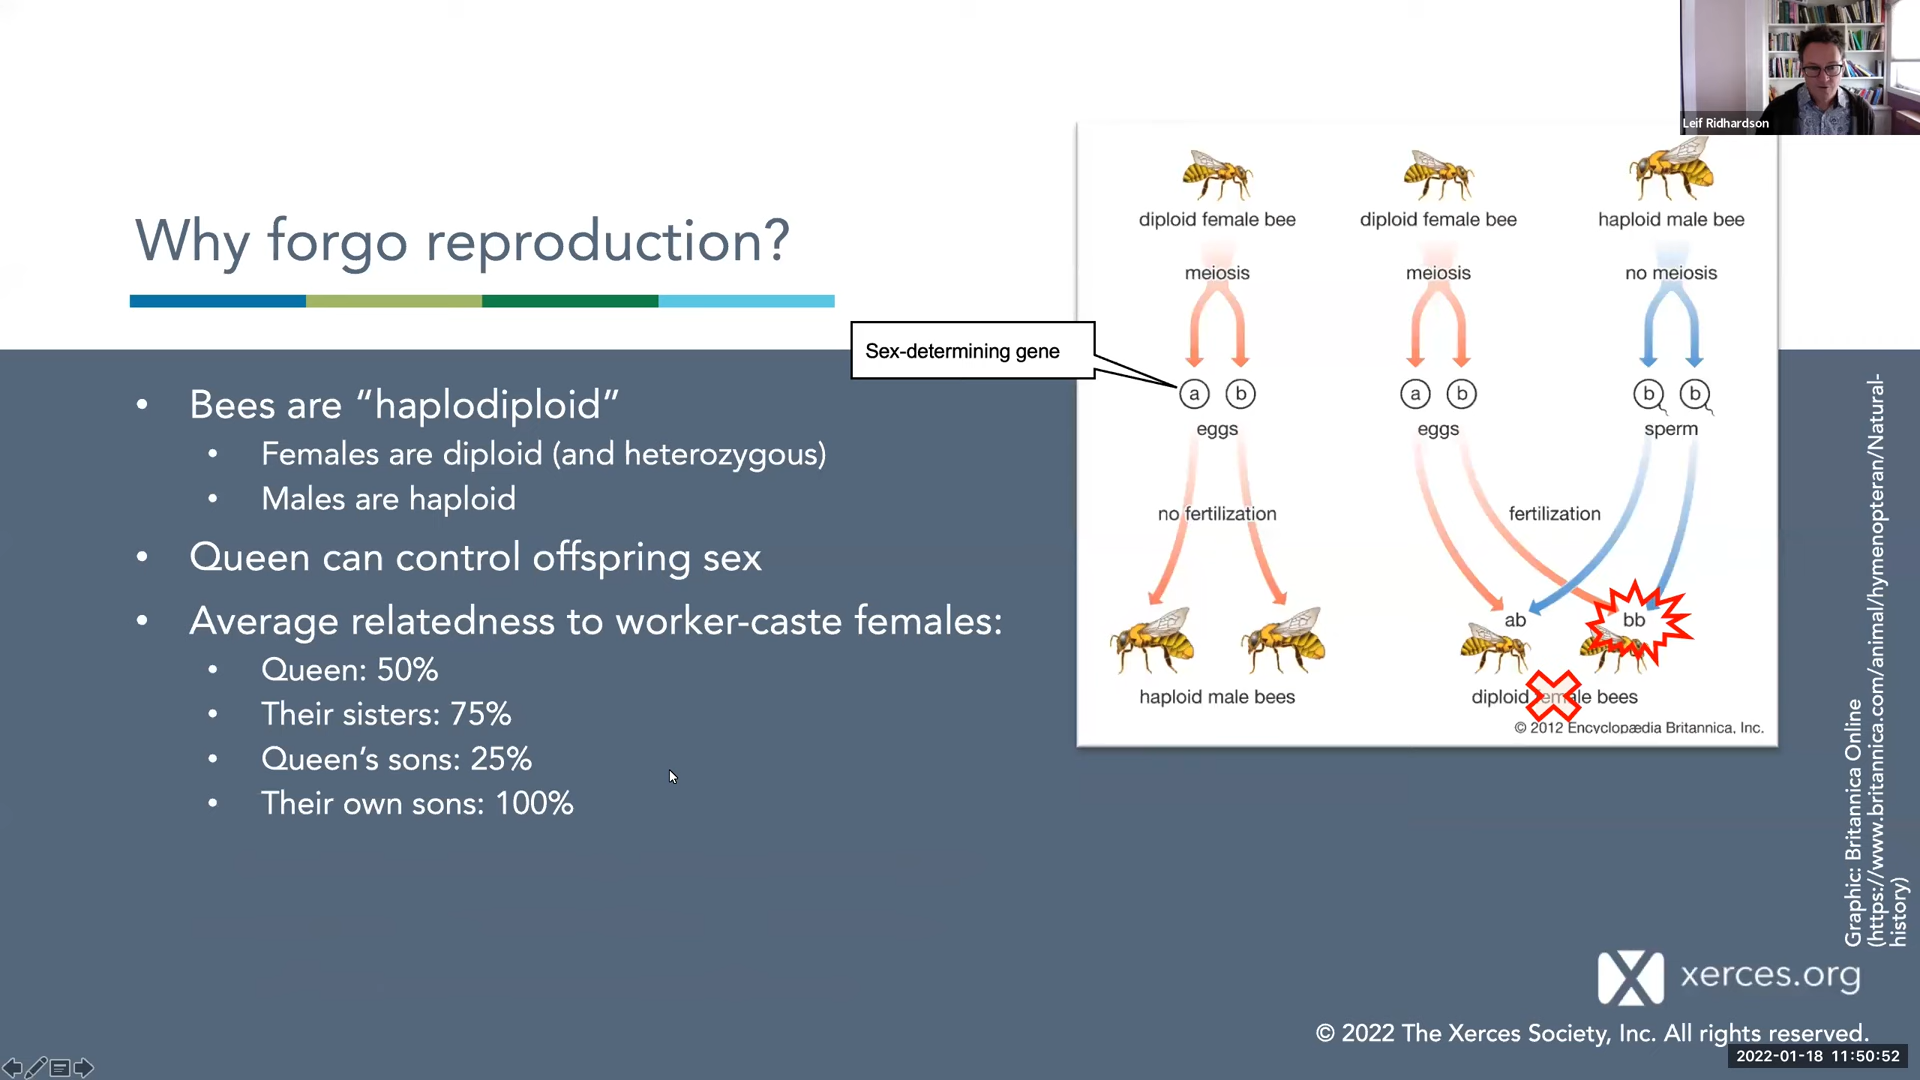 Leif Ridhardson
Why forgo reproduction?
• Bees are “haplodiploid”
• Females are diploid (and heterozygous)
• Males are haploid
• Queen can control offspring sex
• Average relatedness to worker-caste females:
• Queen: 50%
• Their sisters: 75%
• Queen’s sons: 25%
• Their own sons: 100%
Sex-determining gene
diploid female bee
diploid female bee
haploid male bee
meiosis
meiosis
no meiosis
a b
a b
b b
eggs
eggs
sperm
no fertilization
fertilization
ab
bb
haploid male bees
diploid female bees
© 2012 Encyclopædia Britannica, Inc.
Graphic: Britannica Online
(https://www.britannica.com/animal/hymenopteran/Natural-
history)
xerces.org
© 2022 The Xerces Society, Inc. All rights reserved.
2022-01-18 11:50:52